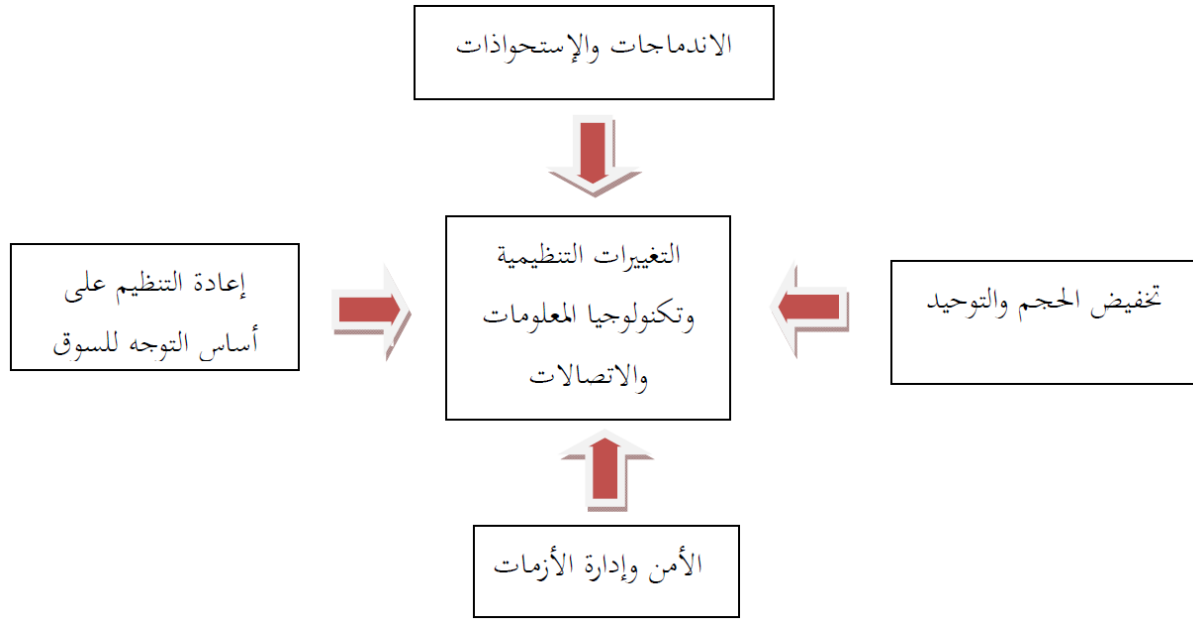 الاندماجات والإستحواذات
التغييرات التنظيمية
وتكنولوجيا المعلومات
والاتصالات
تخفيض الحجم والتوحيد
إعادة التنظيم على
أساس التوجه للسوق
الأمن وإدارة الأزمات